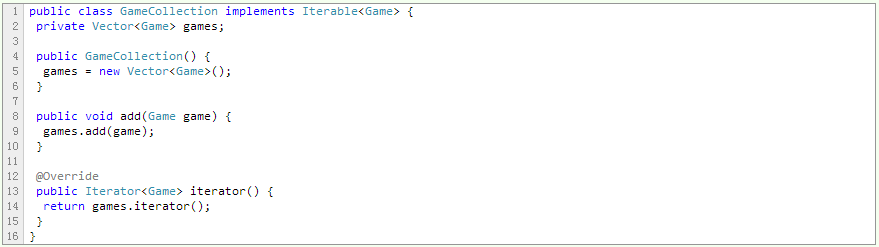 1 public class GameCollection implements Iterable<Game> {
2 private Vector<Game> games;
3
4 public GameCollection() {
5 games = new Vector<Game>();
6 }
7
8 public void add(Game game) {
9 games.add(game);
10 }
11
12 @Override
13 public Iterator<Game> iterator() {
14 return games.iterator();
15 }
16 }